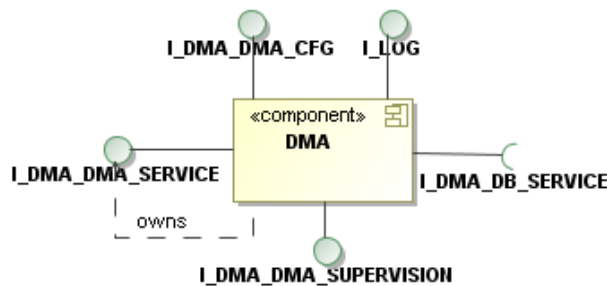 I_DMA_DMA_CFG
I_LOG
«component»
DMA
I_DMA_DMA_SERVICE
I_DMA_DB_SERVICE
owns
I_DMA_DMA_SUPERVISION